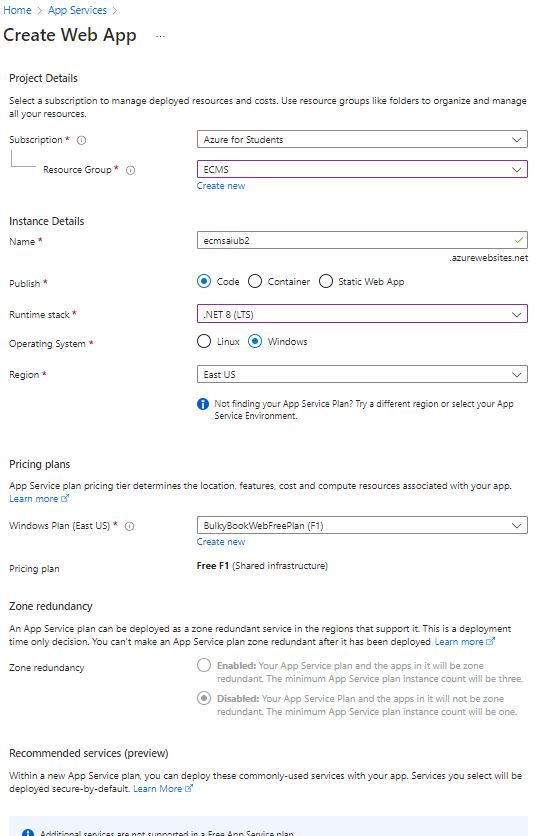 Home > App Services >
Create Web App ...
Project Details
Select a subscription to manage deployed resources and costs. Use resource groups like folders to organize and manage
all your resources.
Subscription *
Azure for Students
Resource Group *
ECMS
Create new
Instance Details
Name *
ecmsaiub2
.azurewebsites.net
Publish *
Code Container Static Web App
Runtime stack *
.NET 8 (LTS)
Operating System *
Linux Windows
Region *
East US
Not finding your App Service Plan? Try a different region or select your App
Service Environment.
Pricing plans
App Service plan pricing tier determines the location, features, cost and compute resources associated with your app.
Learn more
Windows Plan (East US) *
BulkyBookWebFreePlan (F1)
Create new
Pricing plan
Free F1 (Shared infrastructure)
Zone redundancy
An App Service plan can be deployed as a zone redundant service in the regions that support it. This is a deployment
time only decision. You can't make an App Service plan zone redundant after it has been deployed Learn more
Zone redundancy
Enabled: Your App Service plan and the apps in it will be zone
redundant. The minimum App Service plan instance count will be three.
Disabled: Your App Service Plan and the apps in it will not be zone
redundant. The minimum App Service plan instance count will be one.
Recommended services (preview)
Within a new App Service plan, you can deploy these commonly-used services with your app. Services you select will be
deployed secure-by-default. Learn More
Additional services are not supported in a Free App Service plan